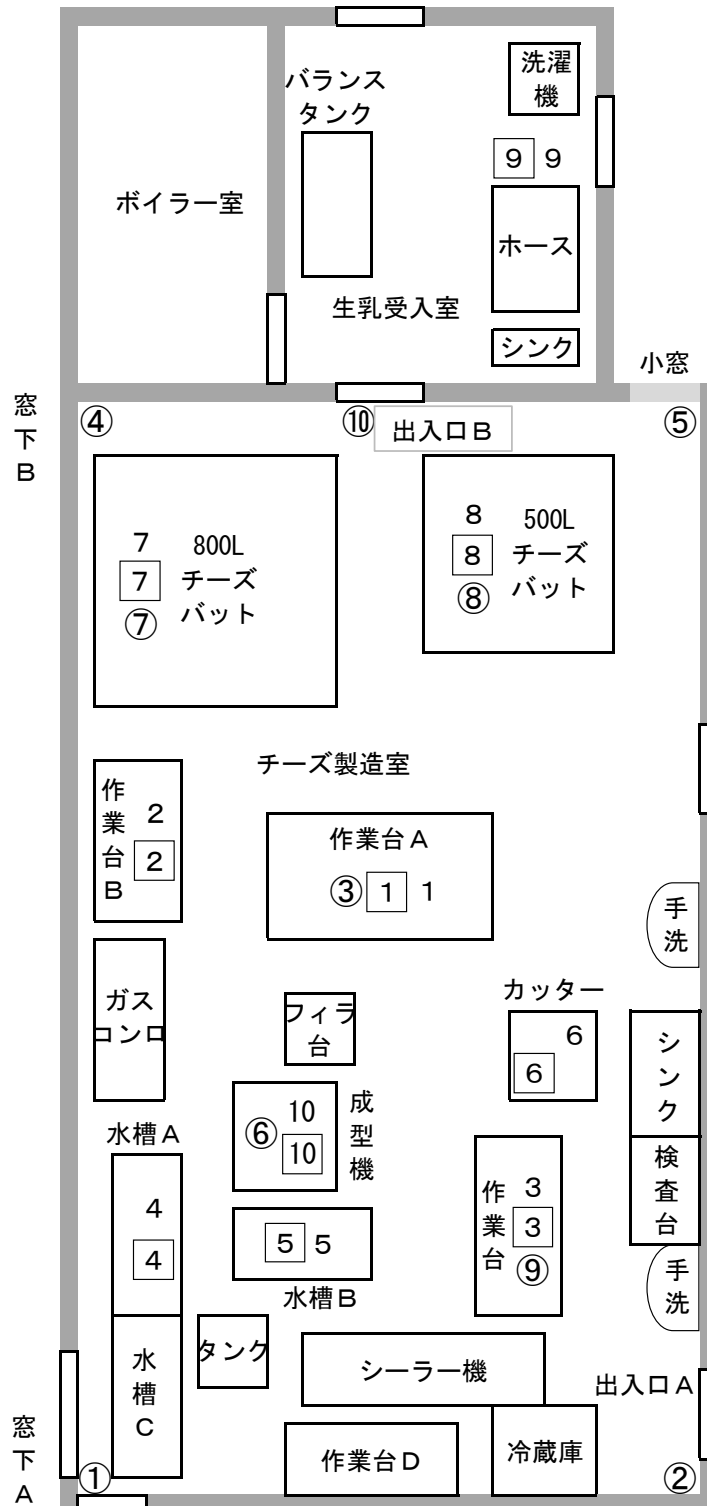 洗濯
機
バランス
タンク
9 9
ボイラー室
ホース
生乳受入室
シンク
小窓
窓
下
B
④
⑩
出入口B
⑤
7
7
⑦
800L
チーズ
バット
8
8
⑧
500L
チーズ
バット
チーズ製造室
作
業
台
B
2
2
作業台A
③ 1 1
手
洗
ガス
コンロ
フィラ
台
カッター
6
6
シ
ン
ク
水槽A
4
4
⑥
10
10
成
型
機
作
業
台
3
3
⑨
検
査
台
5 5
水槽B
手
洗
水
槽
C
タンク
シーラー機
出入口A
窓
下
A
①
作業台D
冷蔵庫
②